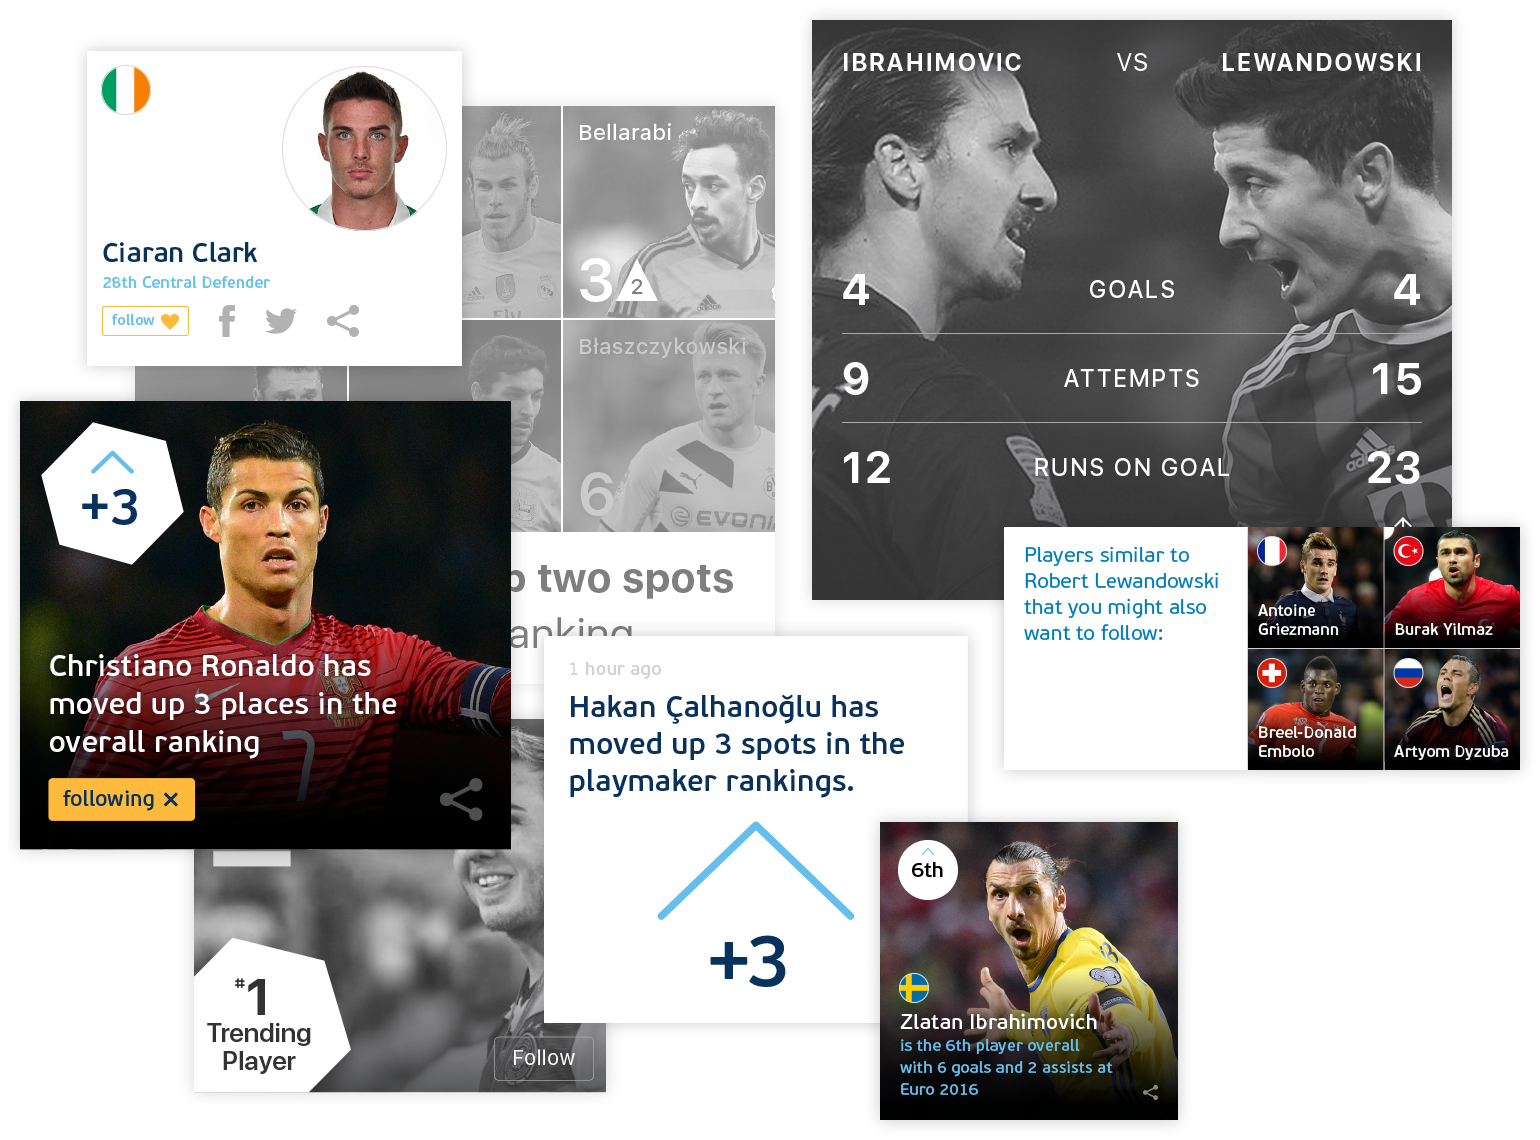 Ciaran Clark
28th Central Defender
follow
Bellarabi
3
2
Błaszczykowski
6
EVONI
two spots
ranking
IBRAHIMOVIC VS LEWANDOWSKI
4 GOALS 4
9 ATTEMPTS 15
12 RUNS ON GOAL 23
adidas
+3
Christiano Ronaldo has
moved up 3 places in the
overall ranking
7
following
Players similar to
Robert Lewandowski
that you might also
want to follow:
Antoine
Griezmann
Burak Yilmaz
Breel-Donald
Embolo
Artyom Dyzuba
1 hour ago
Hakan Çalhanoğlu has
moved up 3 spots in the
playmaker rankings.
+3
#1
Trending
Player
Follow
6th
Zlatan Ibrahimovich
is the 6th player overall
with 6 goals and 2 assists at
Euro 2016